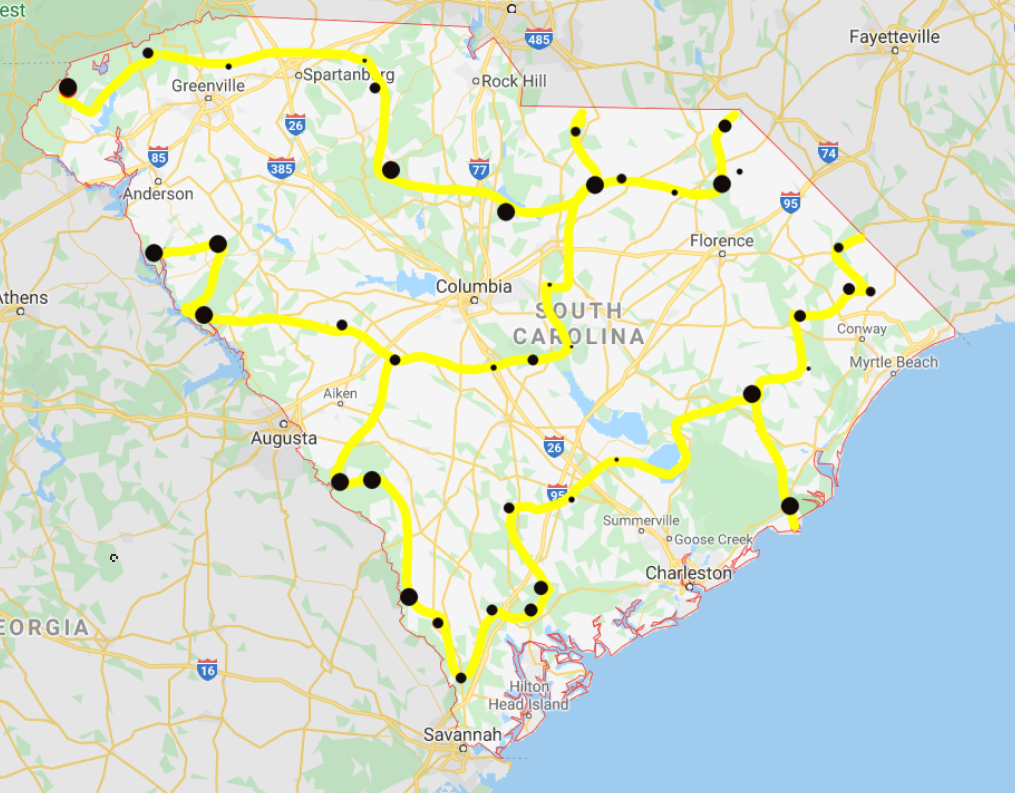 est
485
Fayetteville
Spartanburg
Rock Hill
Greenville
26
74
85
385
77
Anderson
95
Florence
Athens
Columbia
SOUTH
CAROLINA
Conway
Myrtle Beach
Aiken
Augusta
26
95
Summerville
Goose Creek
Charleston
EORGIA
16
Hilton
Head Island
Savannah